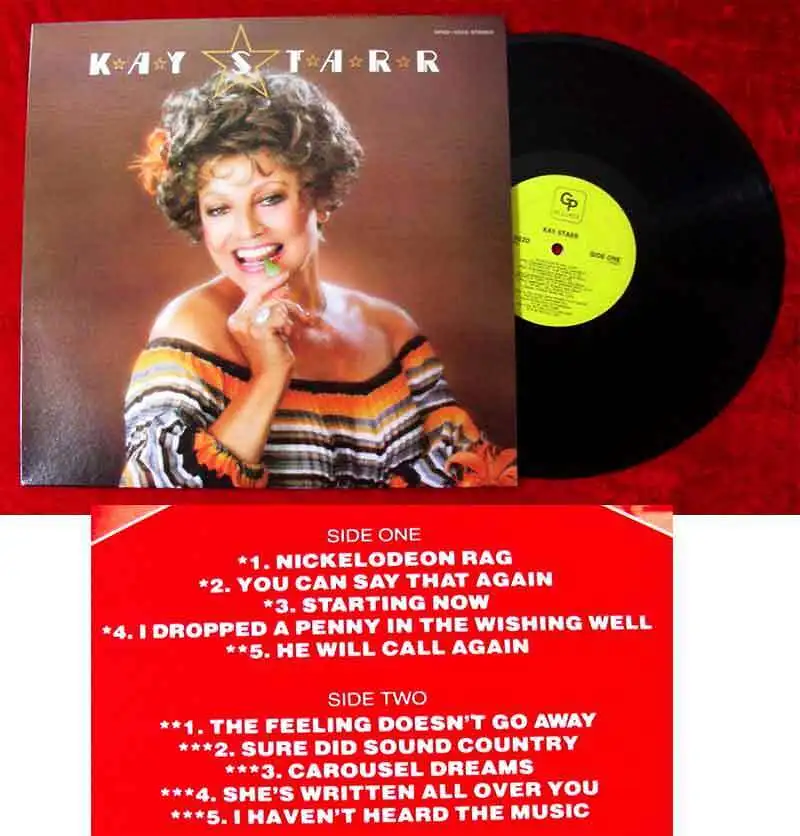 KAY STARR
GP
KAY STARR
SIDE ONE
SIDE ONE
*1. NICKELODEON RAG
*2. YOU CAN SAY THAT AGAIN
*3. STARTING NOW
*4. I DROPPED A PENNY IN THE WISHING WELL
**5. HE WILL CALL AGAIN
SIDE TWO
**1. THE FEELING DOESN'T GO AWAY
***2. SURE DID SOUND COUNTRY
***3. CAROUSEL DREAMS
***4. SHE'S WRITTEN ALL OVER YOU
***5. I HAVEN'T HEARD THE MUSIC